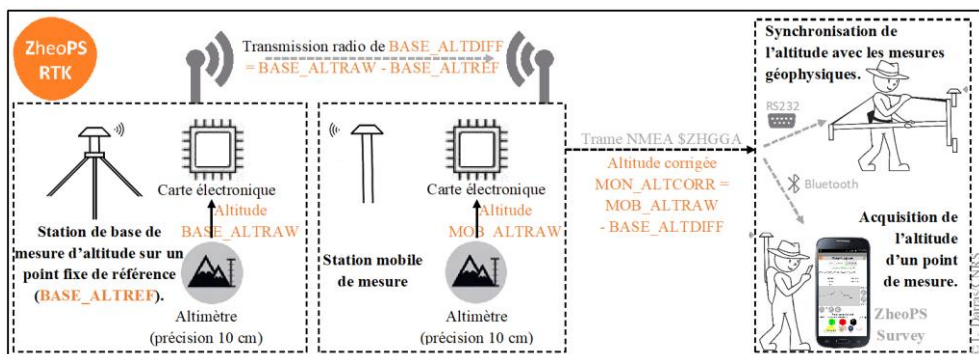 ZheoPS
RTK
Transmission radio de BASE_ALTDIFF
= BASE_ALTRAW - BASE_ALTREF
Carte électronique
Altitude
BASE_ALTRAW
Station de base de
mesure d'altitude sur un
point fixe de référence
(BASE_ALTREF).
Altimètre
(précision 10 cm)
Carte électronique
Altitude
MOB_ALTRAW
Station mobile
de mesure
Altimètre
(précision 10 cm)
Trame NMEA $ZHGGA
Altitude corrigée
MON_ALTCORR =
MOB_ALTRAW
- BASE_ALTDIFF
Synchronisation de
l'altitude avec les mesures
géophysiques.
RS232
Bluetooth
Acquisition de
l'altitude
d'un point
de mesure.
ZheoPS
Survey